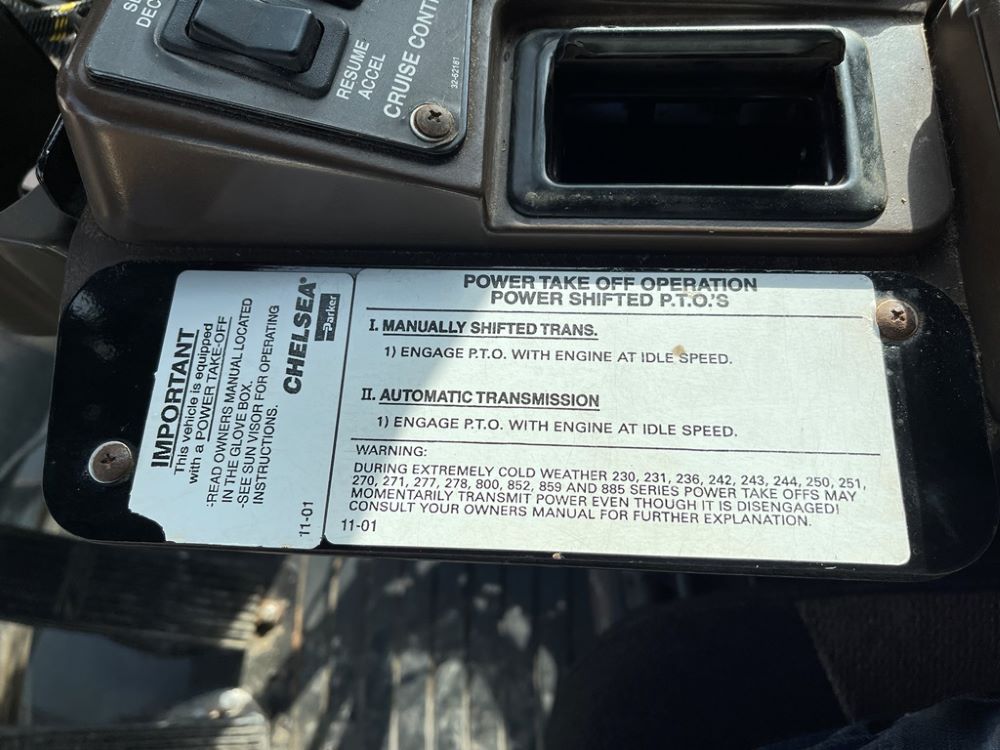 DEC
RESUME
ACCEL
32-62181
IMPORTANT
This vehicle is equipped
with a POWER TAKE-OFF
-READ OWNERS MANUAL LOCATED
IN THE GLOVE BOX.
-SEE SUN VISOR FOR OPERATING
INSTRUCTIONS.
CHELSEA®
Parker
11-01
POWER TAKE OFF OPERATION
POWER SHIFTED P.T.O.'S
I. MANUALLY SHIFTED TRANS.
1) ENGAGE P.T.O. WITH ENGINE AT IDLE SPEED.
II. AUTOMATIC TRANSMISSION
1) ENGAGE P.T.O. WITH ENGINE AT IDLE SPEED.
WARNING:
DURING EXTREMELY COLD WEATHER 230, 231, 236, 242, 243, 244, 250, 251,
270, 271, 277, 278, 800, 852, 859 AND 885 SERIES POWER TAKE OFFS MAY
MOMENTARILY TRANSMIT POWER EVEN THOUGH IT IS DISENGAGED!
CONSULT YOUR OWNERS MANUAL FOR FURTHER EXPLANATION.
11-01
CRUISE CONT